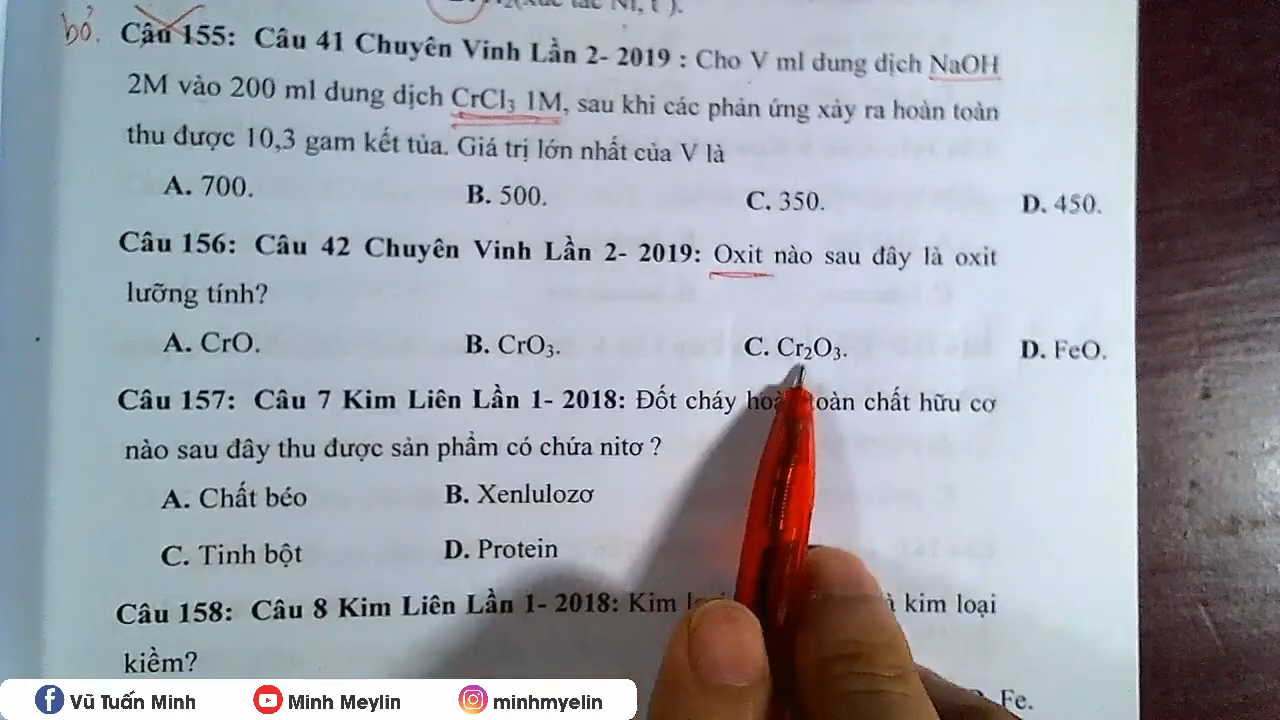 bỏ. Câu 155: Câu 41 Chuyên Vinh Lần 2- 2019 : Cho V ml dung dịch NaOH
2M vào 200 ml dung dịch CrCl₃ 1M, sau khi các phản ứng xảy ra hoàn toàn
thu được 10,3 gam kết tủa. Giá trị lớn nhất của V là
A. 700. B. 500. C. 350. D. 450.
Câu 156: Câu 42 Chuyên Vinh Lần 2- 2019: Oxit nào sau đây là oxit
lưỡng tính?
A. CrO. B. CrO₃. C. Cr₂O₃. D. FeO.
Câu 157: Câu 7 Kim Liên Lần 1- 2018: Đốt cháy toàn chất hữu cơ
nào sau đây thu được sản phẩm có chứa nitơ ?
A. Chất béo B. Xenlulozơ
C. Tinh bột D. Protein
Câu 158: Câu 8 Kim Liên Lần 1- 2018: Kim kim loại
kiềm?
Fe.
Vũ Tuấn Minh Minh Meylin minhmyelin